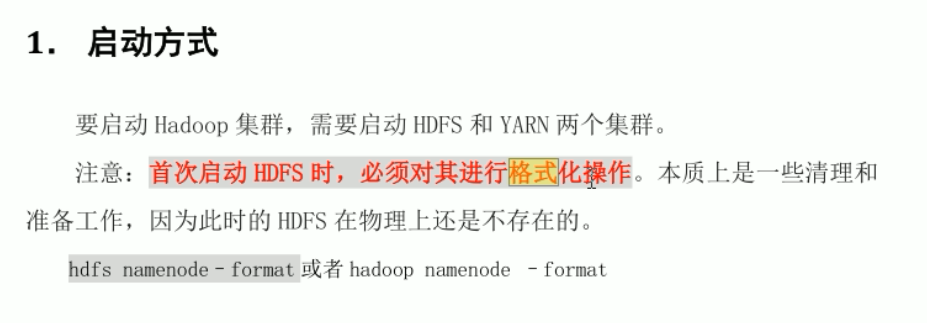 1. 启动方式
要启动 Hadoop 集群，需要启动 HDFS 和 YARN 两个集群。
注意：首次启动 HDFS 时，必须对其进行格式化操作。本质上是一些清理和
准备工作，因为此时的 HDFS 在物理上还是不存在的。
hdfs namenode–format 或者 hadoop namenode –format